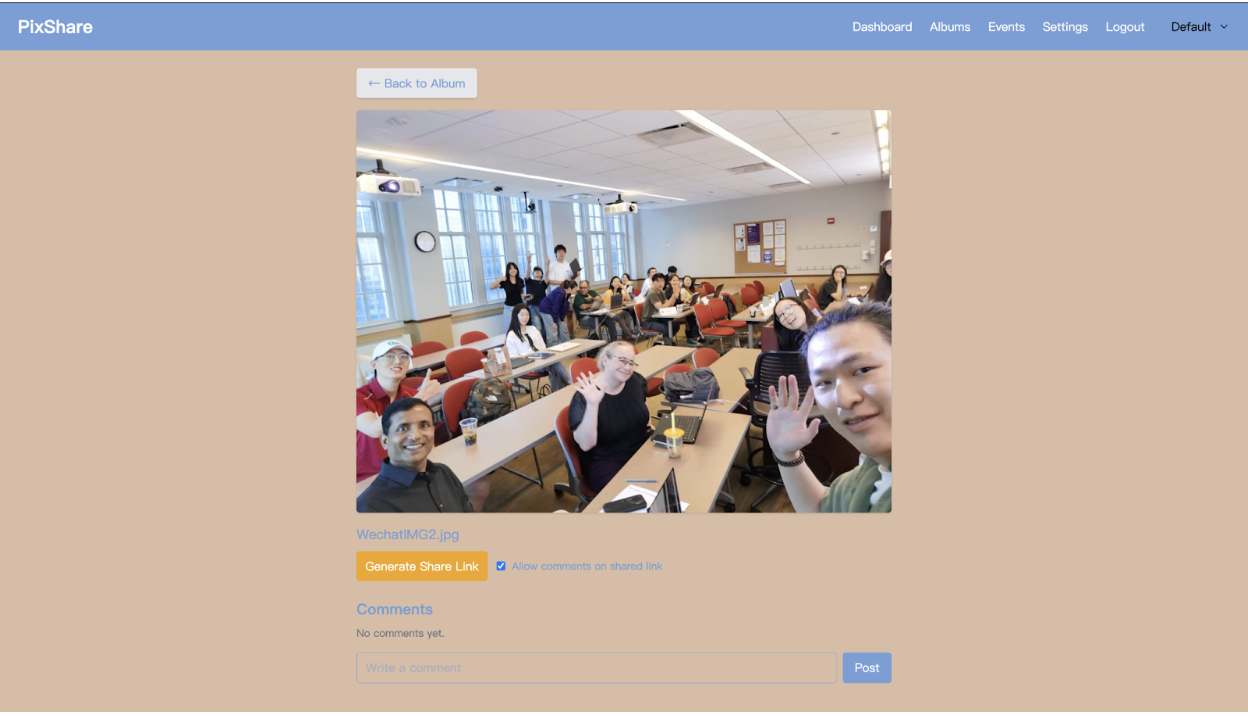 PixShare
Dashboard Albums Events Settings Logout Default
← Back to Album
WechatIMG2.jpg
Generate Share Link Allow comments on shared link
Comments
No comments yet.
Write a comment Post